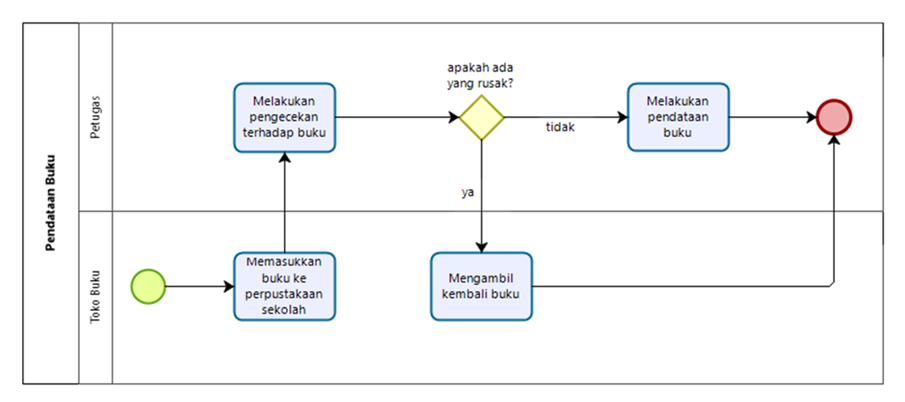 Pendataan Buku
Petugas
Melakukan
pengecekan
terhadap buku
apakah ada
yang rusak?
tidak
Melakukan
pendataan
buku
ya
Toko Buku
Memasukkan
buku ke
perpustakaan
sekolah
Mengambil
kembali buku